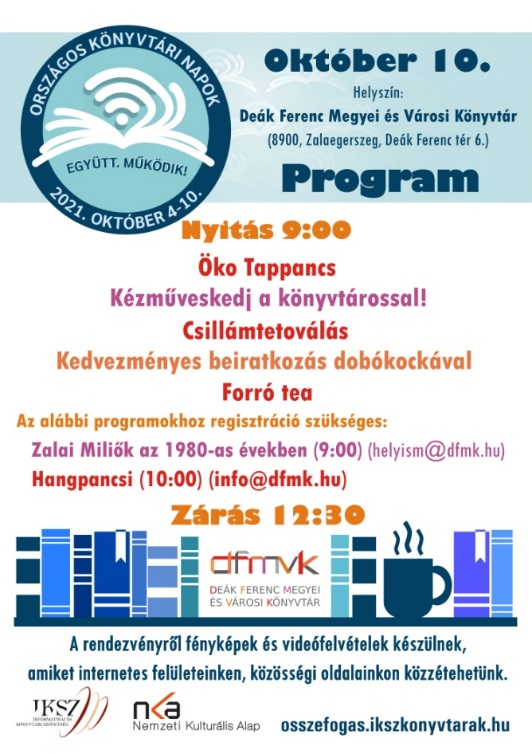 ORSZÁGOS KÖNYVTÁRI NAPOK
EGYÜTT. MŰKÖDIK!
2021. OKTÓBER 4-10.
Október 10.
Helyszín:
Deák Ferenc Megyei és Városi Könyvtár
(8900, Zalaegerszeg, Deák Ferenc tér 6.)
Program
Nyitás 9:00
Öko Tappancs
Kézműveskedj a könyvtárossal!
Csillámtetoválás
Kedvezményes beiratkozás dobókockával
Forró tea
Az alábbi programokhoz regisztráció szükséges:
Zalai Miliők az 1980-as években (9:00) (helyism@dfmk.hu)
Hangpancsi (10:00) (info@dfmk.hu)
Zárás 12:30
dfmvk
DEÁK FERENC MEGYEI
ÉS VÁROSI KÖNYVTÁR
A rendezvényről fényképek és videófelvételek készülnek,
amiket internetes felületeinken, közösségi oldalainkon közzétehetünk.
IKSZ
INFORMATIKAI ÉS
KÖNYVTÁRI SZÖVETSÉG
nka
Nemzeti Kulturális Alap
osszefogas.ikszkonyvtarak.hu